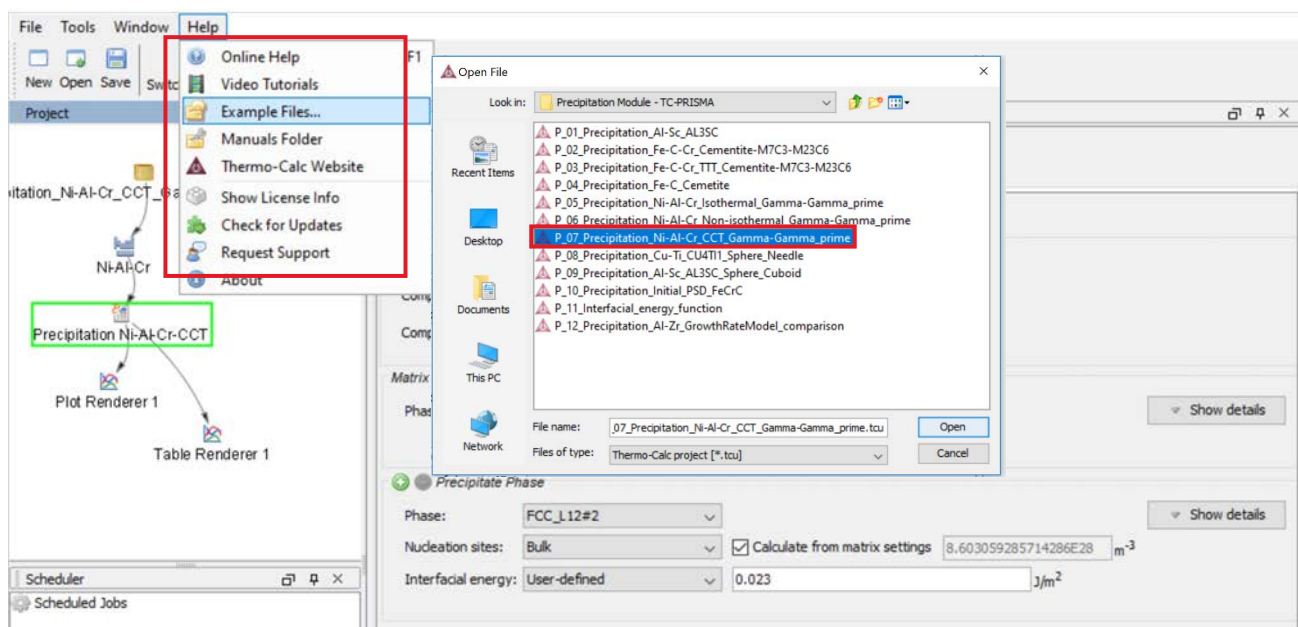 File Tools Window Help
New Open Save Switc
Online Help F1
Video Tutorials
Example Files...
Manuals Folder
Thermo-Calc Website
Show License Info
Check for Updates
Request Support
About
Project
itation_Ni-Al-Cr_CCT_Ga
Ni-Al-Cr
Precipitation Ni-Al-Cr-CCT
Plot Renderer 1
Table Renderer 1
Scheduler
Scheduled Jobs
Open File
Look in: Precipitation Module - TC-PRISMA
Recent Items
Desktop
Documents
This PC
Network
P_01_Precipitation_Al-Sc_AL3SC
P_02_Precipitation_Fe-C-Cr_Cementite-M7C3-M23C6
P_03_Precipitation_Fe-C-Cr_TTT_Cementite-M7C3-M23C6
P_04_Precipitation_Fe-C_Cemetite
P_05_Precipitation_Ni-Al-Cr_Isothermal_Gamma-Gamma_prime
P_06_Precipitation_Ni-Al-Cr_Non-isothermal_Gamma-Gamma_prime
P_07_Precipitation_Ni-Al-Cr_CCT_Gamma-Gamma_prime
P_08_Precipitation_Cu-Ti_CU4TI1_Sphere_Needle
P_09_Precipitation_Al-Sc_AL3SC_Sphere_Cuboid
P_10_Precipitation_Initial_PSD_FeCrC
P_11_Interfacial_energy_function
P_12_Precipitation_Al-Zr_GrowthRateModel_comparison
File name: _07_Precipitation_Ni-Al-Cr_CCT_Gamma-Gamma_prime.tcu Open
Files of type: Thermo-Calc project [*.tcu] Cancel
Comp
Comp
Matrix
Phas
Show details
Precipitate Phase
Phase: FCC_L12#2 Show details
Nucleation sites: Bulk Calculate from matrix settings 8.603059285714286E28 m-3
Interfacial energy: User-defined 0.023 J/m2